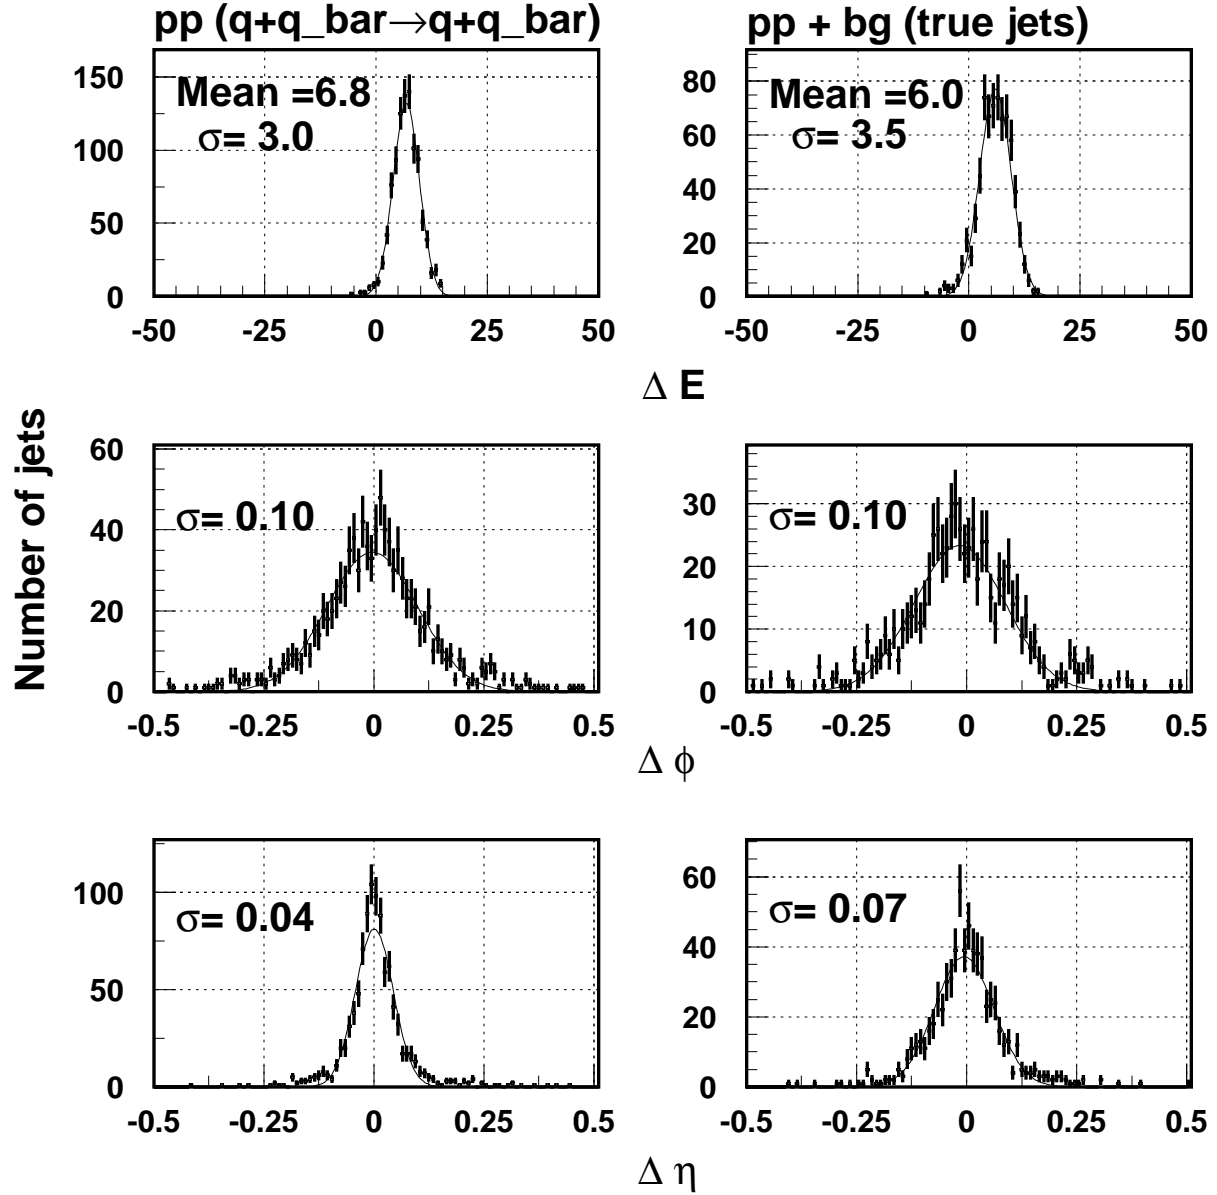 pp (q+q_bar→q+q_bar)
pp + bg (true jets)
150
100
50
0
Mean =6.8
σ= 3.0
-50 -25 0 25 50
80
60
40
20
0
Mean =6.0
σ= 3.5
-50 -25 0 25 50
Δ E
Number of jets
60
40
20
0
σ= 0.10
-0.5 -0.25 0 0.25 0.5
30
20
10
0
σ= 0.10
-0.5 -0.25 0 0.25 0.5
Δ ϕ
100
50
0
σ= 0.04
-0.5 -0.25 0 0.25 0.5
60
40
20
0
σ= 0.07
-0.5 -0.25 0 0.25 0.5
Δ η